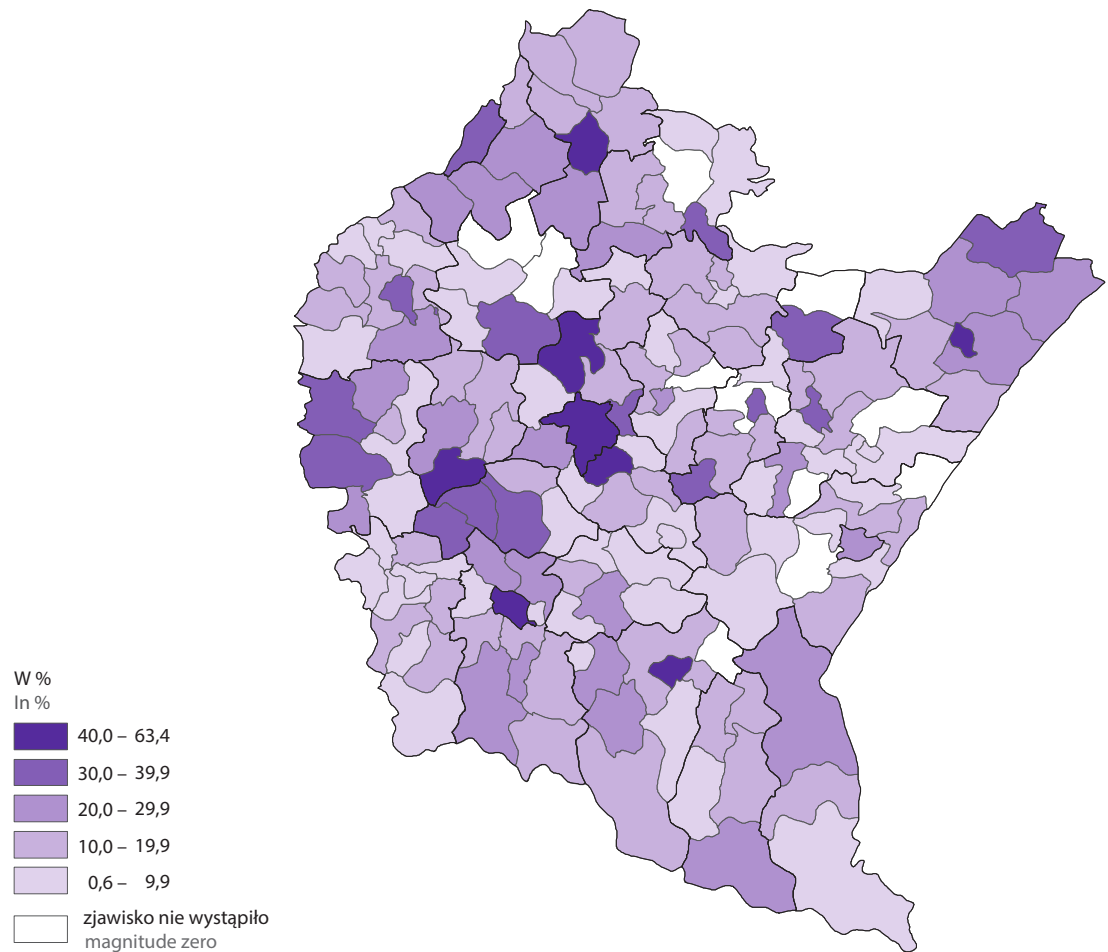 W %
In %
40,0 – 63,4
30,0 – 39,9
20,0 – 29,9
10,0 – 19,9
0,6 – 9,9
zjawisko nie wystąpiło
magnitude zero